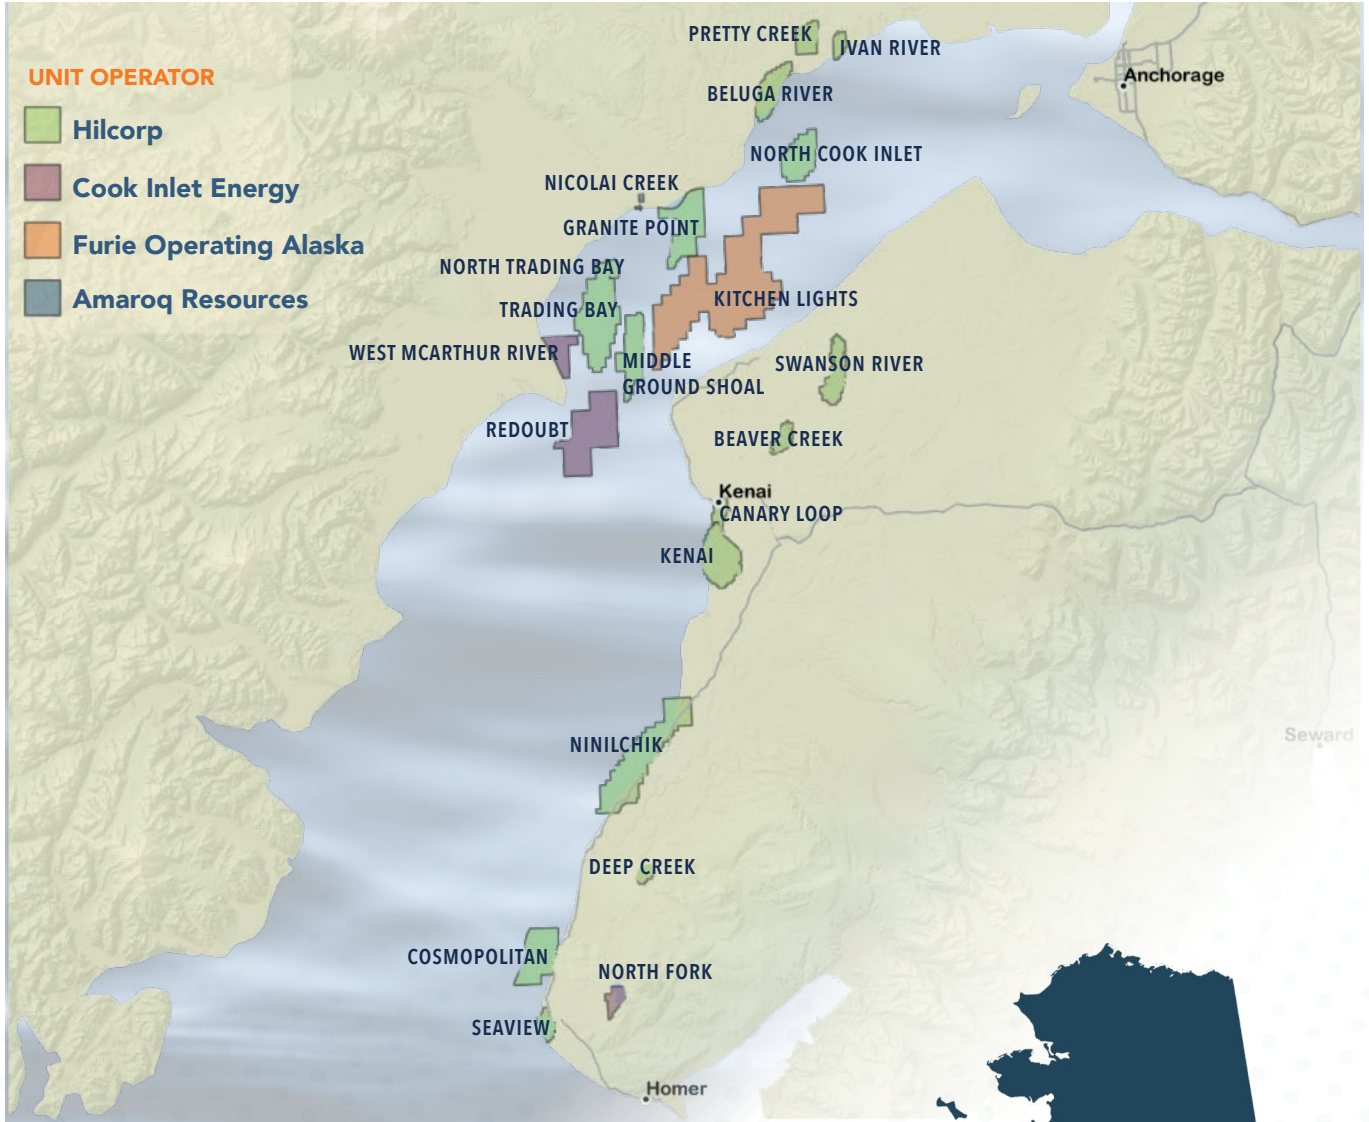 PRETTY CREEK
IVAN RIVER
UNIT OPERATOR
Anchorage
BELUGA RIVER
Hilcorp
NORTH COOK INLET
Cook Inlet Energy
NICOLAI CREEK
GRANITE POINT
Furie Operating Alaska
NORTH TRADING BAY
Amaroq Resources
KITCHEN LIGHTS
TRADING BAY
WEST MCARTHUR RIVER
MIDDLE
GROUND SHOAL
SWANSON RIVER
REDOUBT
BEAVER CREEK
Kenai
CANARY LOOP
KENAI
Seward
NINILCHIK
DEEP CREEK
COSMOPOLITAN
NORTH FORK
SEAVIEW
Homer